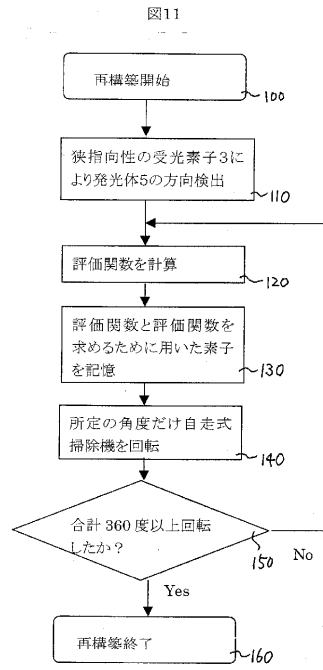 図11
再構築開始
100
狭指向性の受光素子3に
より発光体5の方向検出
110
評価関数を計算
120
評価関数と評価関数を
求めるために用いた素子
を記憶
130
所定の角度だけ自走式
掃除機を回転
140
合計 360 度以上回転
したか？
150
No
Yes
再構築終了
160